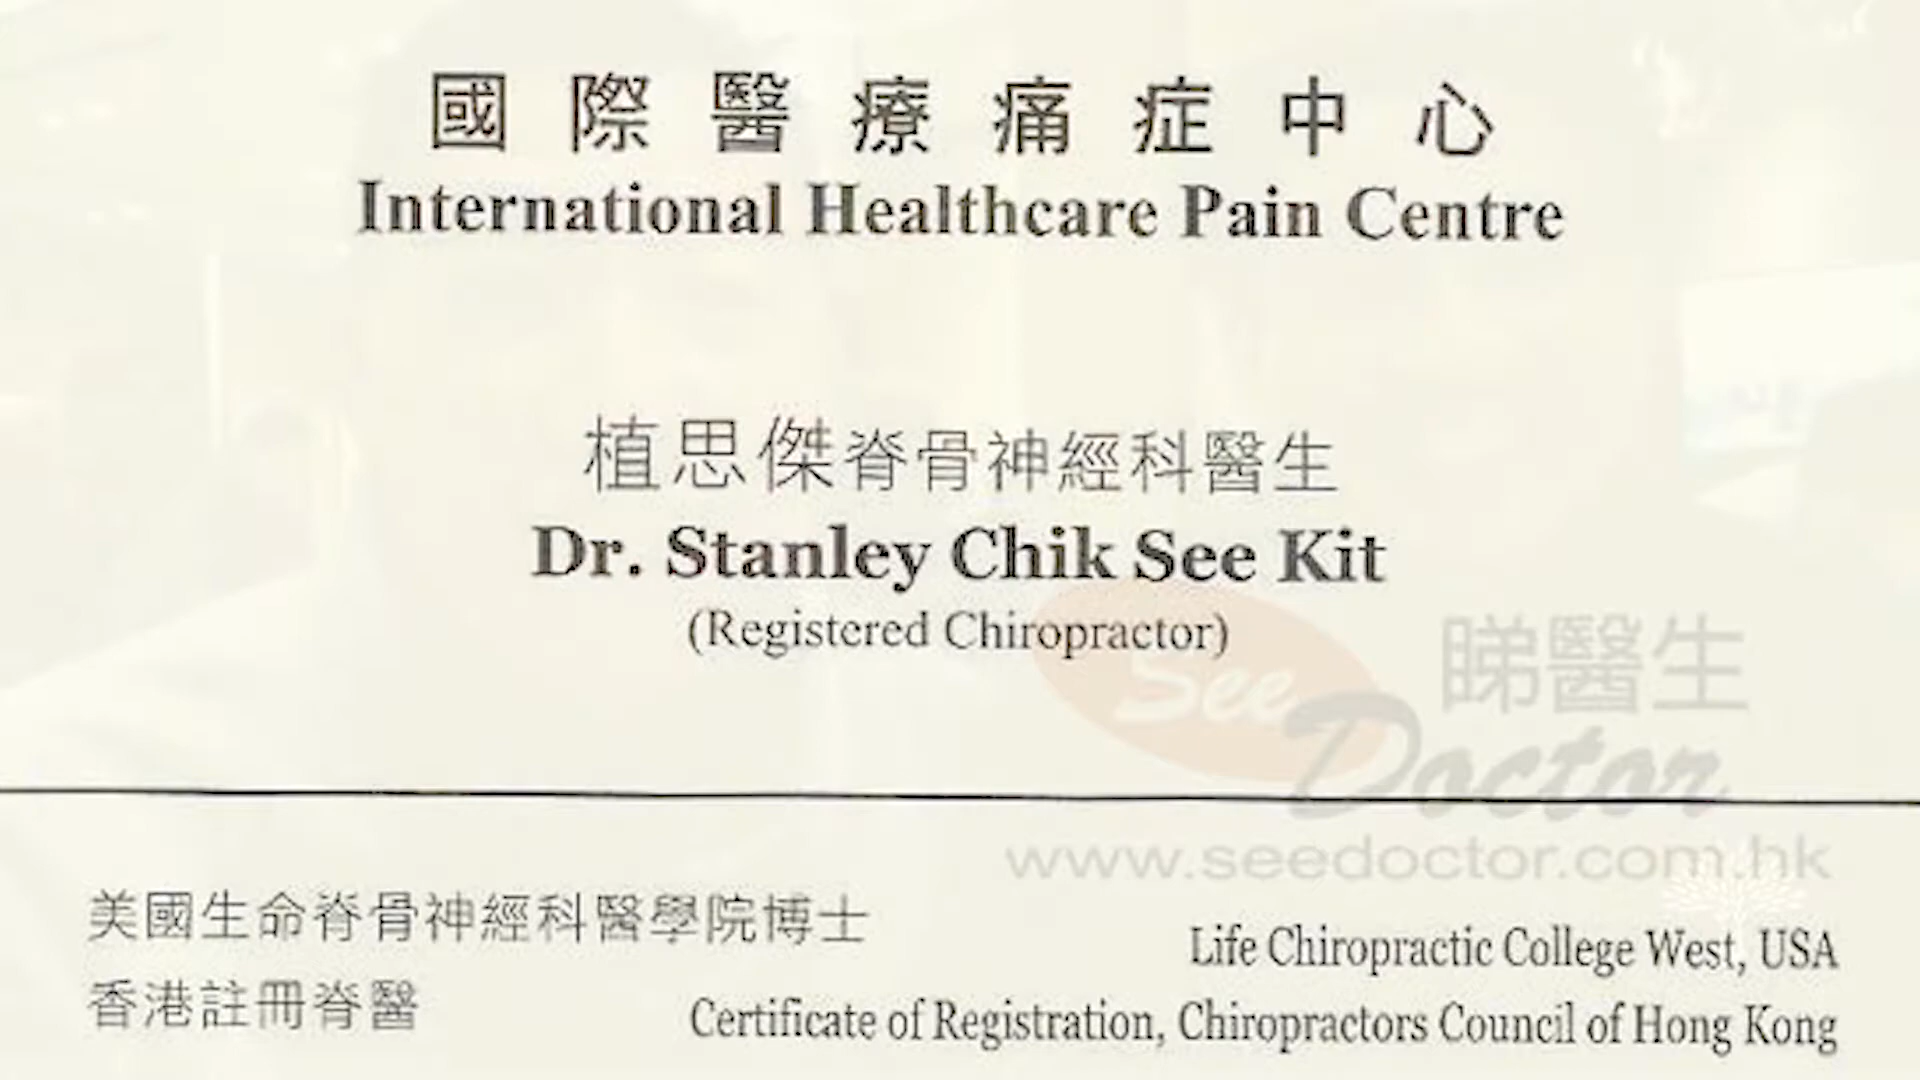 國際醫療痛症中心
International Healthcare Pain Centre
植思傑脊骨神經科醫生
Dr. Stanley Chik See Kit
(Registered Chiropractor)
See Doctor 睇醫生
www.seedoctor.com.hk
美國生命脊骨神經科醫學院博士
Life Chiropractic College West, USA
香港註冊脊醫
Certificate of Registration, Chiropractors Council of Hong Kong